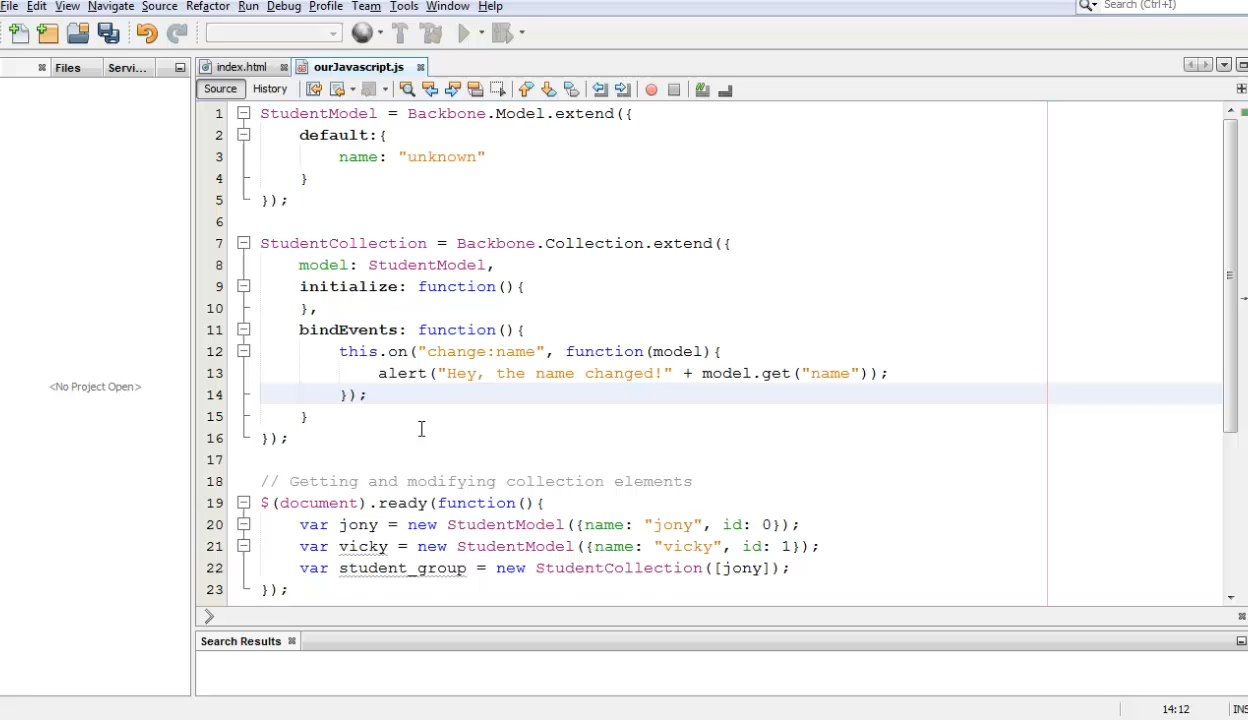 File Edit View Navigate Source Refactor Run Debug Profile Team Tools Window Help
Search (Ctrl+I)
Files Servi...
index.html ourJavascript.js
Source History
1 StudentModel = Backbone.Model.extend({
2 default:{
3 name: "unknown"
4 }
5 });
6
7 StudentCollection = Backbone.Collection.extend({
8 model: StudentModel,
9 initialize: function(){
10 },
11 bindEvents: function(){
12 this.on("change:name", function(model){
13 alert("Hey, the name changed!" + model.get("name"));
14 });
15 }
16 });
17
18 // Getting and modifying collection elements
19 $(document).ready(function(){
20 var jony = new StudentModel({name: "jony", id: 0});
21 var vicky = new StudentModel({name: "vicky", id: 1});
22 var student_group = new StudentCollection([jony]);
23 });
<No Project Open>
Search Results
14:12 INS